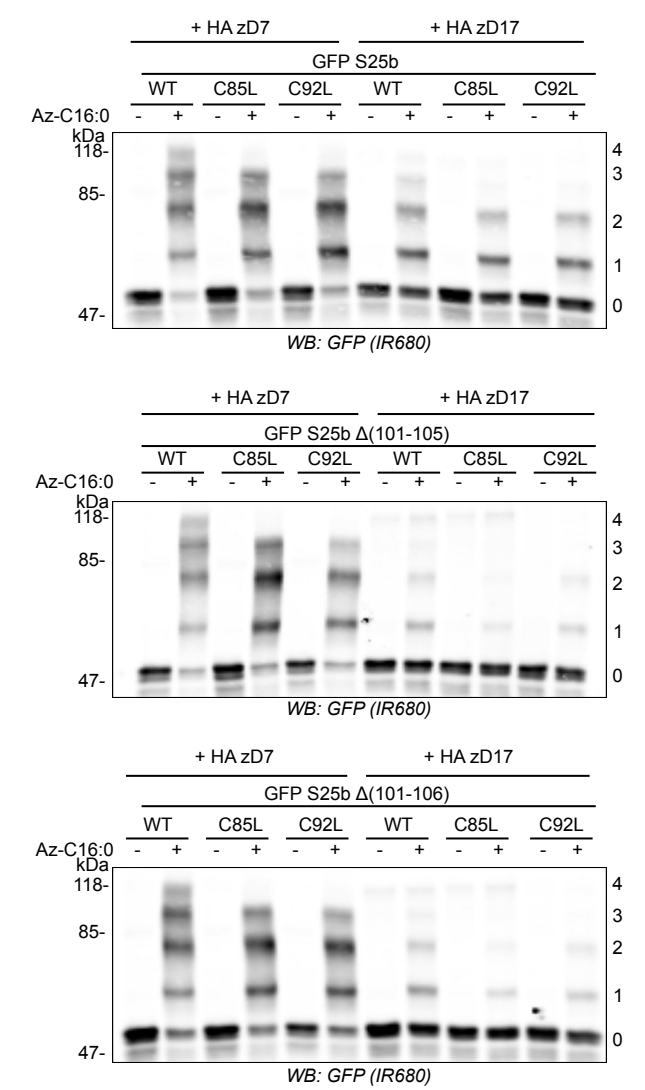 + HA zD7 + HA zD17
GFP S25b
WT C85L C92L WT C85L C92L
Az-C16:0 - + - + - + - + - + - +
kDa
118- 4
3
85-
2
1
0
47-
WB: GFP (IR680)
+ HA zD7 + HA zD17
GFP S25b Δ(101-105)
WT C85L C92L WT C85L C92L
Az-C16:0 - + - + - + - + - + - +
kDa
118- 4
3
85-
2
1
0
47-
WB: GFP (IR680)
+ HA zD7 + HA zD17
GFP S25b Δ(101-106)
WT C85L C92L WT C85L C92L
Az-C16:0 - + - + - + - + - + - +
kDa
118- 4
3
85-
2
1
0
47-
WB: GFP (IR680)